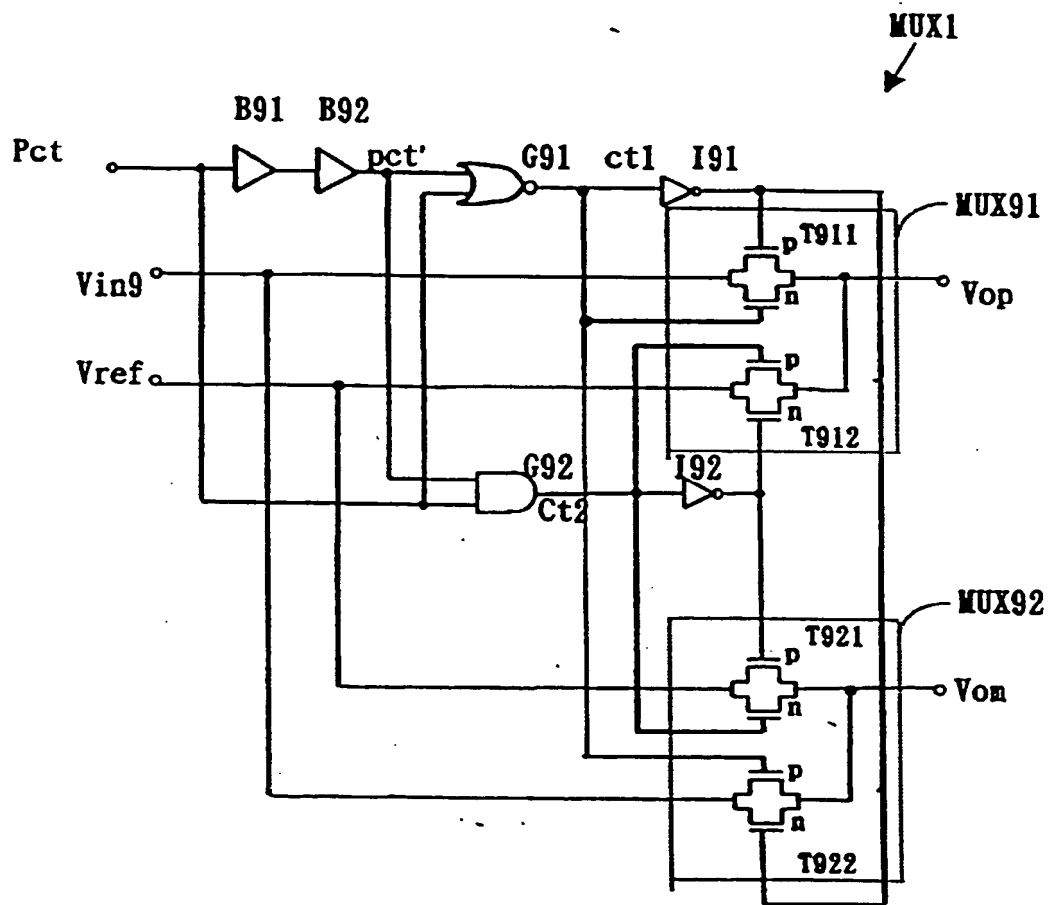 MUX1
B91 B92
Pct
pct'
G91
ct1
I91
MUX91
p
T911
Vin9
n
Vop
Vref
p
n
T912
G92
I92
Ct2
MUX92
T921
p
n
Vom
p
n
T922